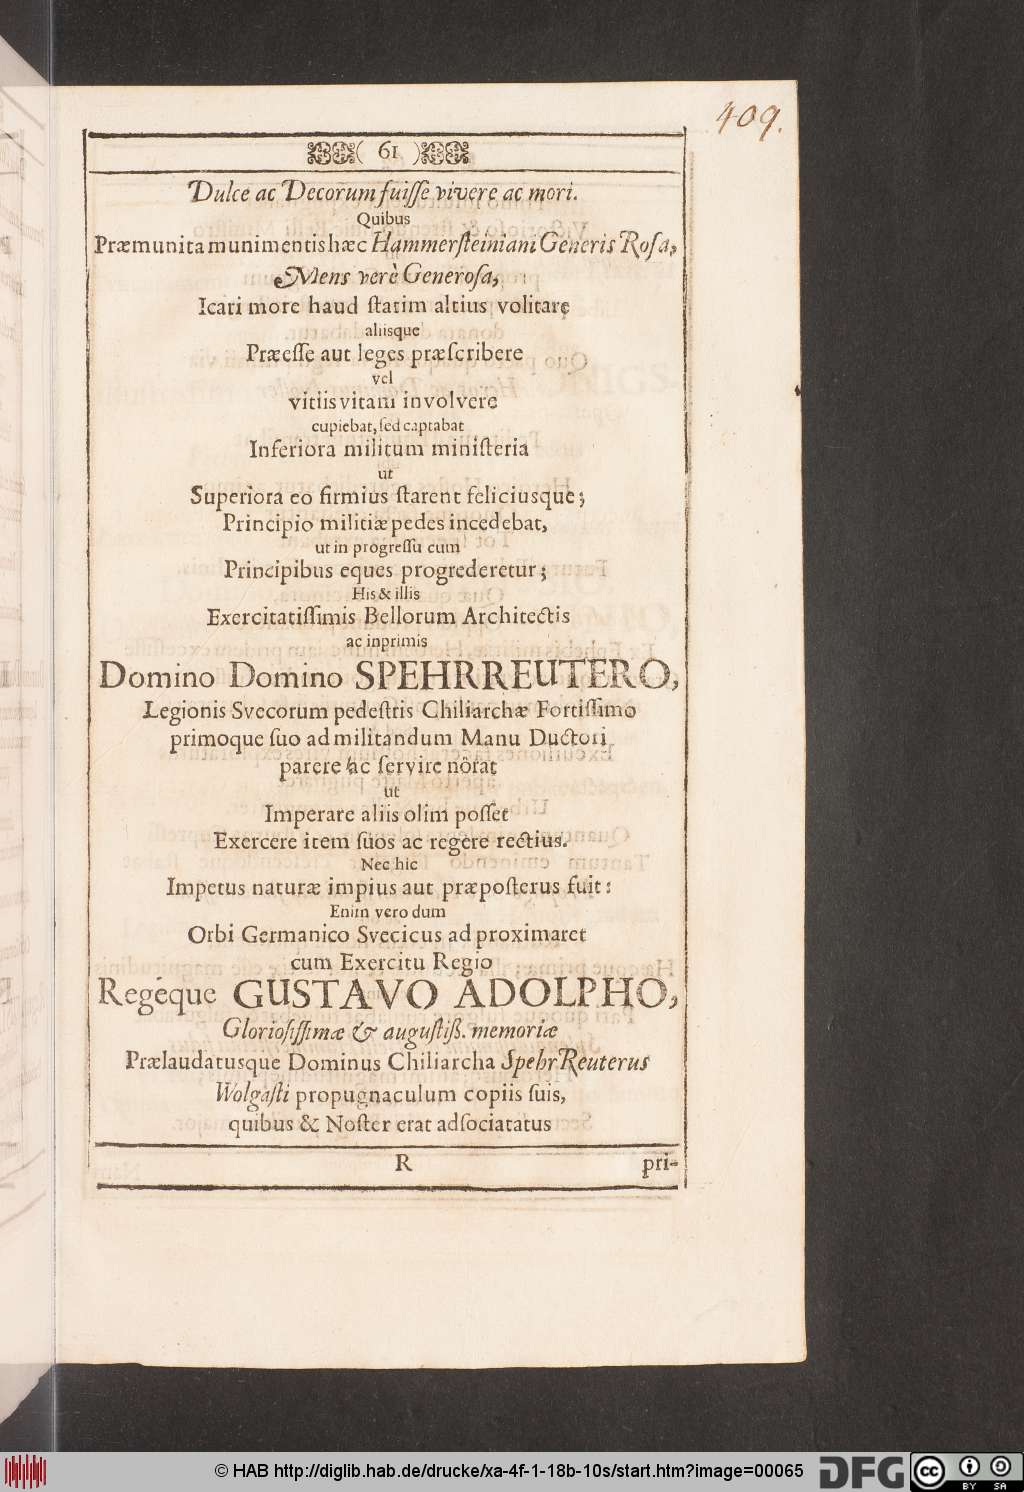 409.
( 61 )
Dulce ac Decorum fuiſſe vivere ac mori.
Quibus
Præmunita munimentis hæc Hammerſteiniani Generis Roſa,
Mens verè Generoſa,
Icari more haud ſtatim altius volitare
aliisque
Præeſſe aut leges præſcribere
vel
vitiis vitam involvere
cupiebat, ſed captabat
Inferiora militum miniſteria
ut
Superiora eo firmius ſtarent feliciusque;
Principio militiæ pedes incedebat,
ut in progreſſu cum
Principibus eques progrederetur;
His & illis
Exercitatiſſimis Bellorum Architectis
ac inprimis
Domino Domino SPEHRREUTERO,
Legionis Svecorum pedeſtris Chiliarchæ Fortiſſimo
primoque ſuo ad militandum Manu Ductori
parere ac ſervire nôrat
ut
Imperare aliis olim poſſet
Exercere item ſuos ac regere rectius.
Nec hic
Impetus naturæ impius aut præpoſterus fuit:
Enim vero dum
Orbi Germanico Svecicus ad proximaret
cum Exercitu Regio
Regéque GUSTAVO ADOLPHO,
Glorioſiſſimæ & auguſtiß. memoriæ
Prælaudatusque Dominus Chiliarcha SpehrReuterus
Wolgaſti propugnaculum copiis ſuis,
quibus & Noſter erat adſociatatus
R
pri-
© HAB http://diglib.hab.de/drucke/xa-4f-1-18b-10s/start.htm?image=00065
DFG
cc
BY SA